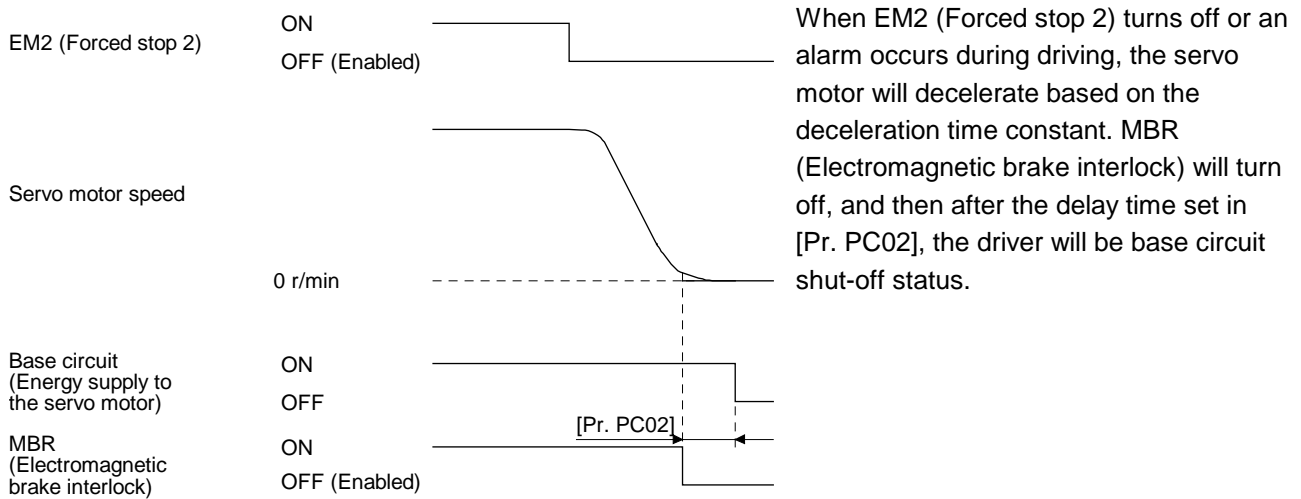 EM2 (Forced stop 2)
ON
OFF (Enabled)
Servo motor speed
0 r/min
Base circuit
(Energy supply to
the servo motor)
ON
OFF
[Pr. PC02]
MBR
(Electromagnetic
brake interlock)
ON
OFF (Enabled)
When EM2 (Forced stop 2) turns off or an
alarm occurs during driving, the servo
motor will decelerate based on the
deceleration time constant. MBR
(Electromagnetic brake interlock) will turn
off, and then after the delay time set in
[Pr. PC02], the driver will be base circuit
shut-off status.